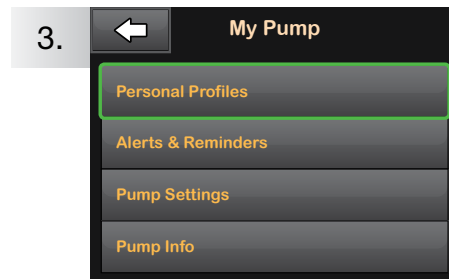 3.
My Pump
Personal Profiles
Alerts & Reminders
Pump Settings
Pump Info